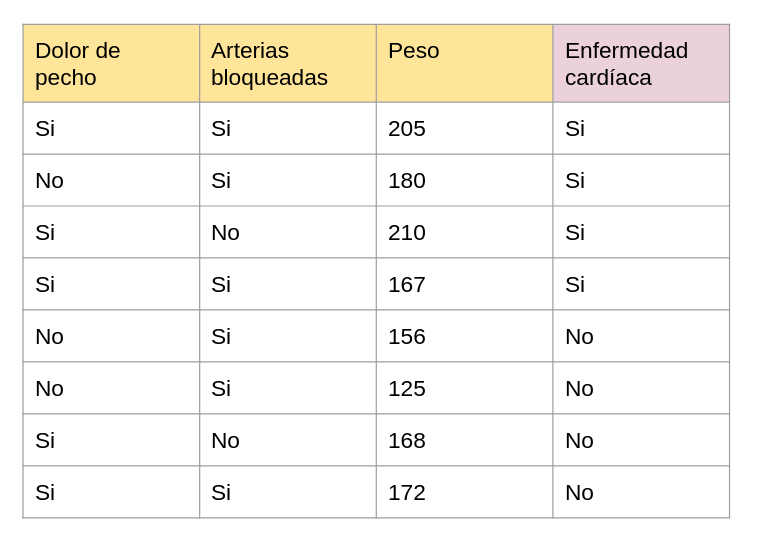 Dolor de pecho Arterias bloqueadas Peso Enfermedad cardíaca
Si Si 205 Si
No Si 180 Si
Si No 210 Si
Si Si 167 Si
No Si 156 No
No Si 125 No
Si No 168 No
Si Si 172 No